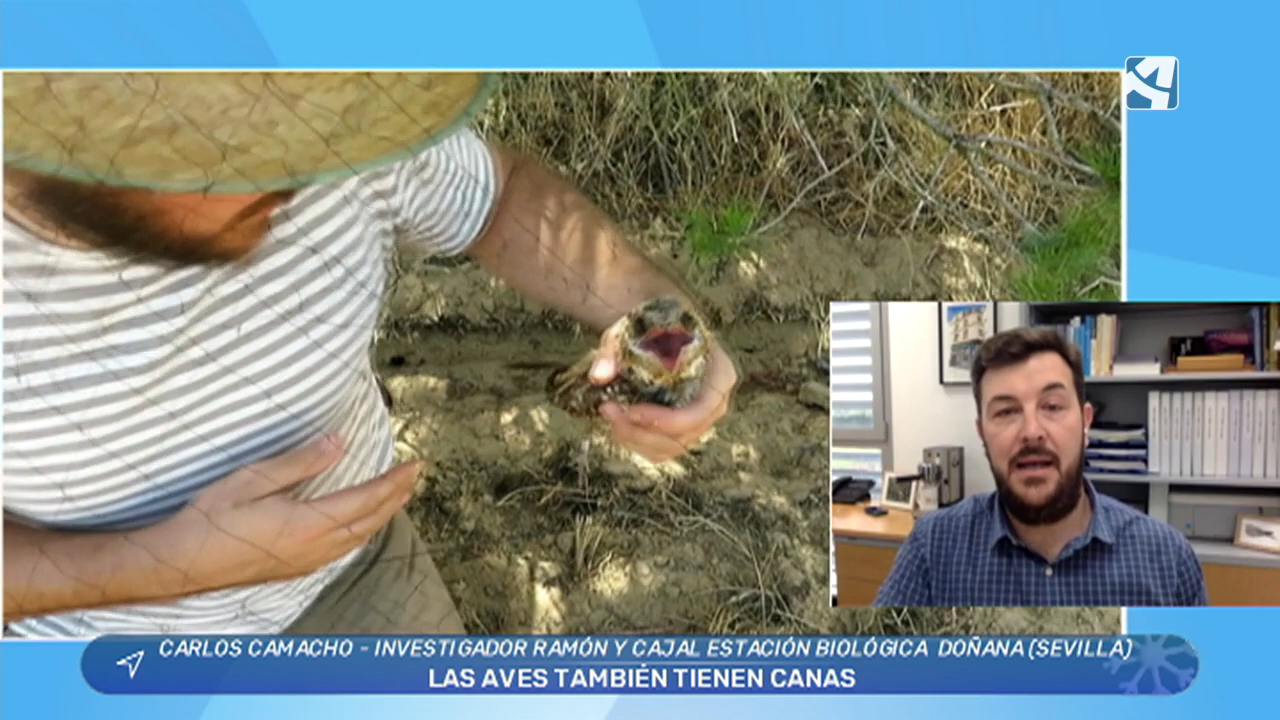 CARLOS CAMACHO - INVESTIGADOR RAMÓN Y CAJAL ESTACIÓN BIOLÓGICA DOÑANA (SEVILLA)
LAS AVES TAMBIÉN TIENEN CANAS